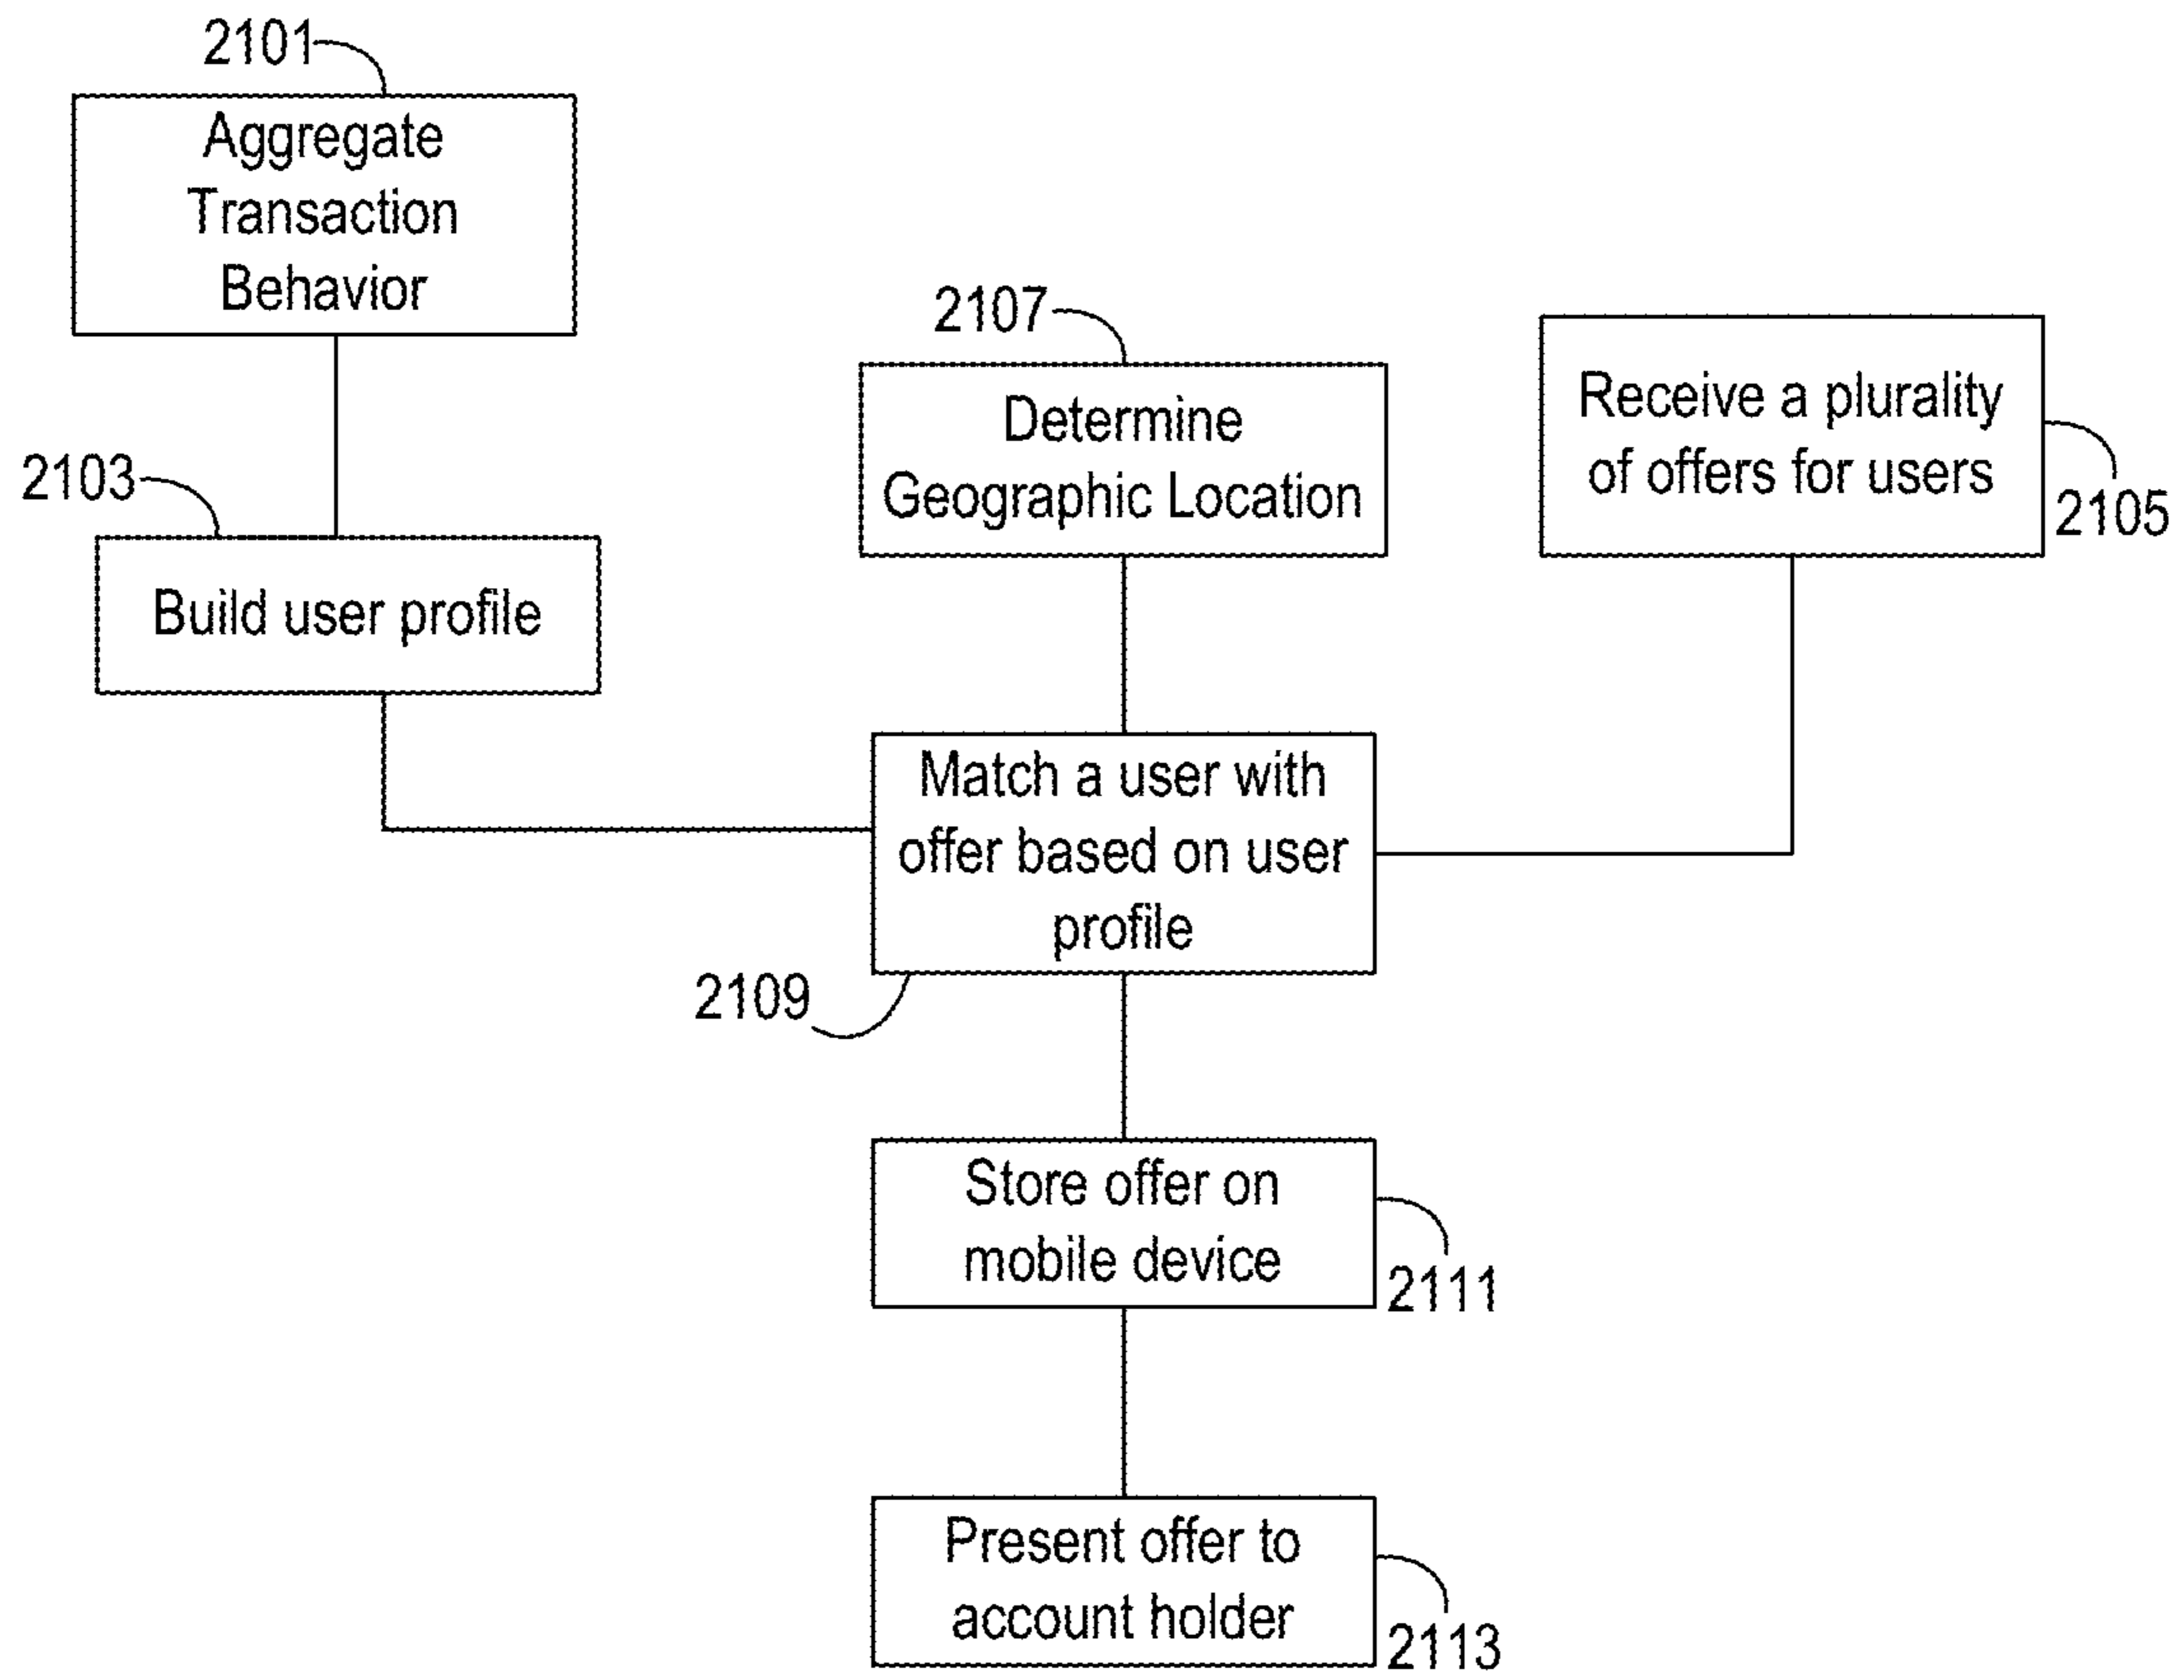 2101
Aggregate
Transaction
Behavior
2103
Build user profile
2107
Determine
Geographic Location
Receive a plurality
of offers for users
2105
Match a user with
offer based on user
profile
2109
Store offer on
mobile device
2111
Present offer to
account holder
2113